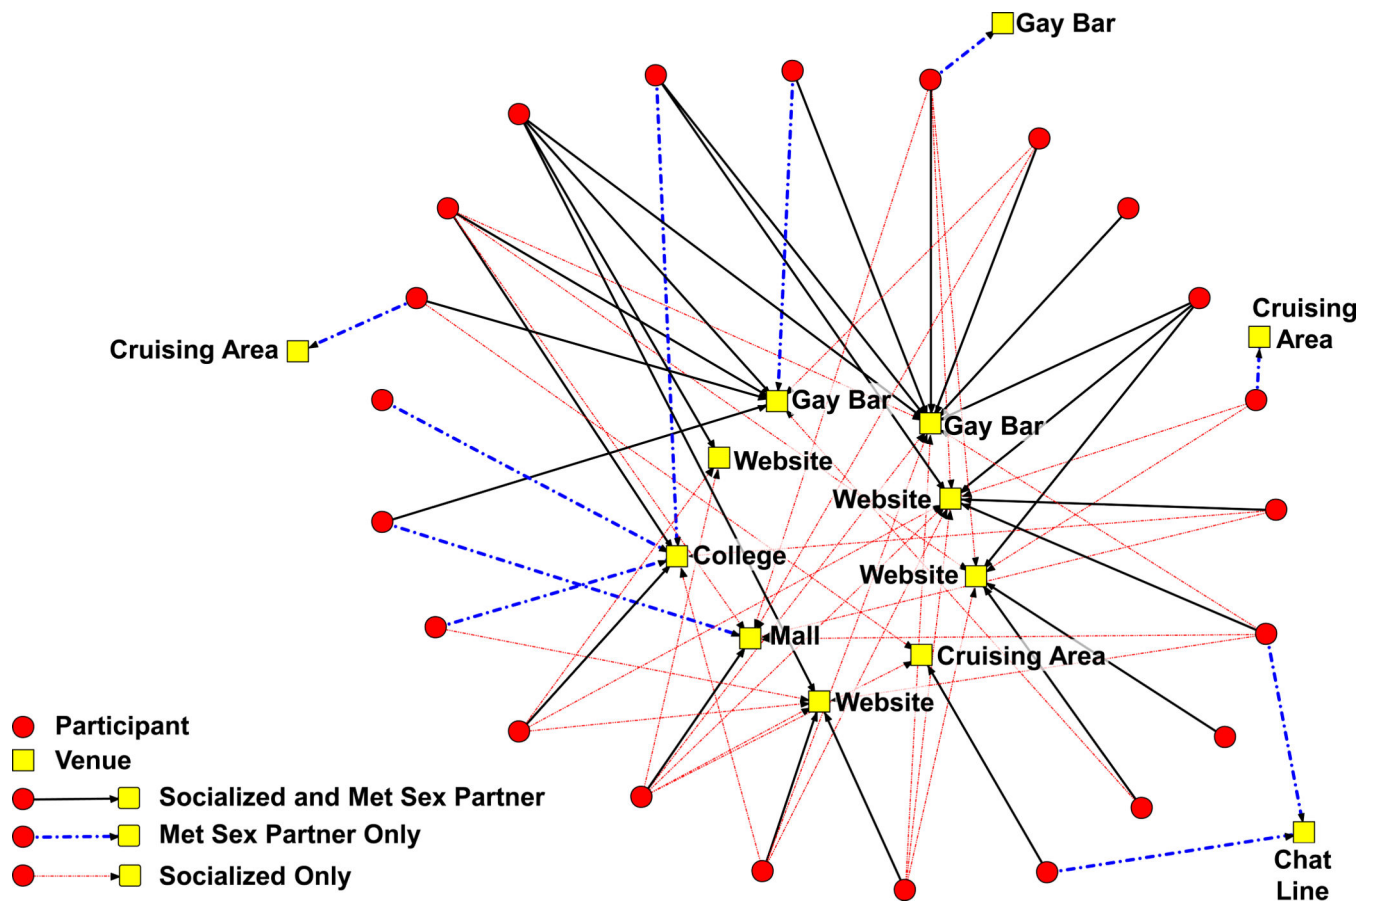 Gay Bar
Cruising
Area
Cruising Area
Gay Bar
Gay Bar
Website
Website
College
Website
Mall
Cruising Area
Website
Participant
Venue
Socialized and Met Sex Partner
Met Sex Partner Only
Socialized Only
Chat
Line